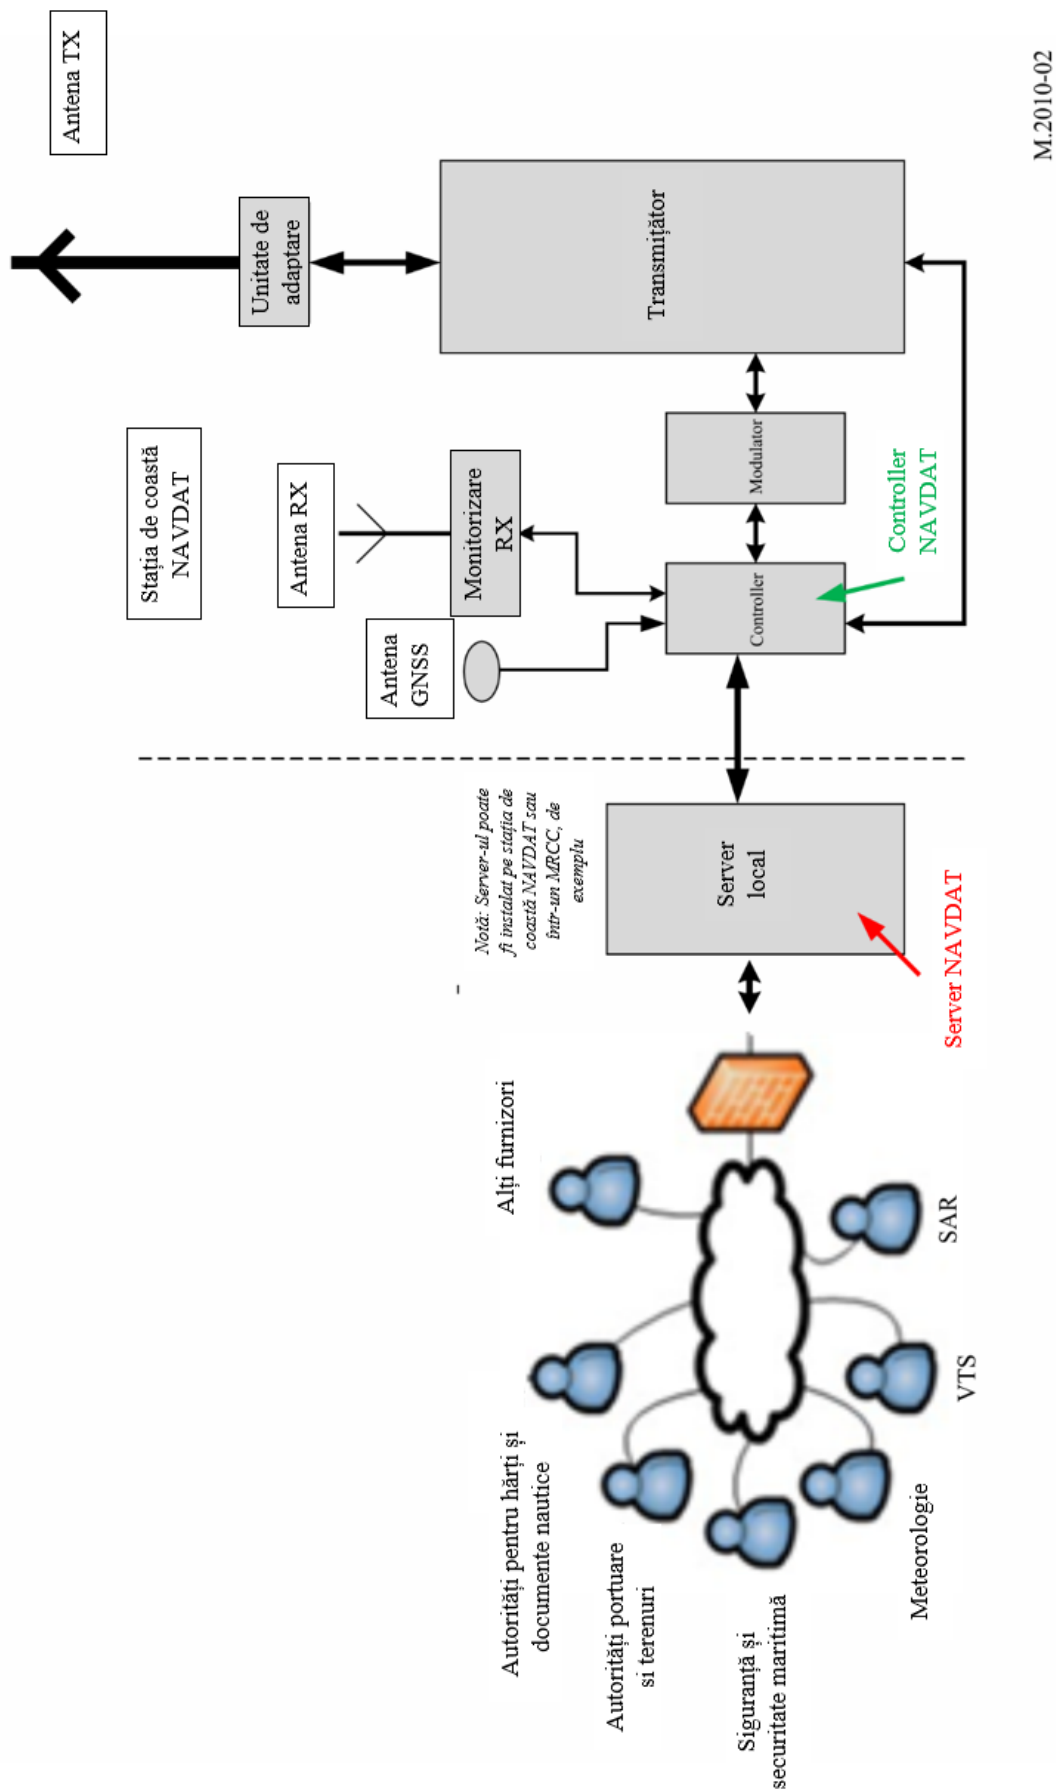 Antena TX
Unitate de
adaptare
Transmițător
Stația de coastă
NAVDAT
Antena RX
Monitorizare
RX
Antena
GNSS
Modulator
Controller
Controller
NAVDAT
Notă: Server-ul poate
fi instalat pe stația de
coastă NAVDAT sau
într-un MRCC, de
exemplu
Server
local
Server NAVDAT
Alți furnizori
Autorități pentru hărți și
documente nautice
Autorități portuare
si terenuri
Siguranță și
securitate maritimă
Meteorologie
VTS
SAR
M.2010-02